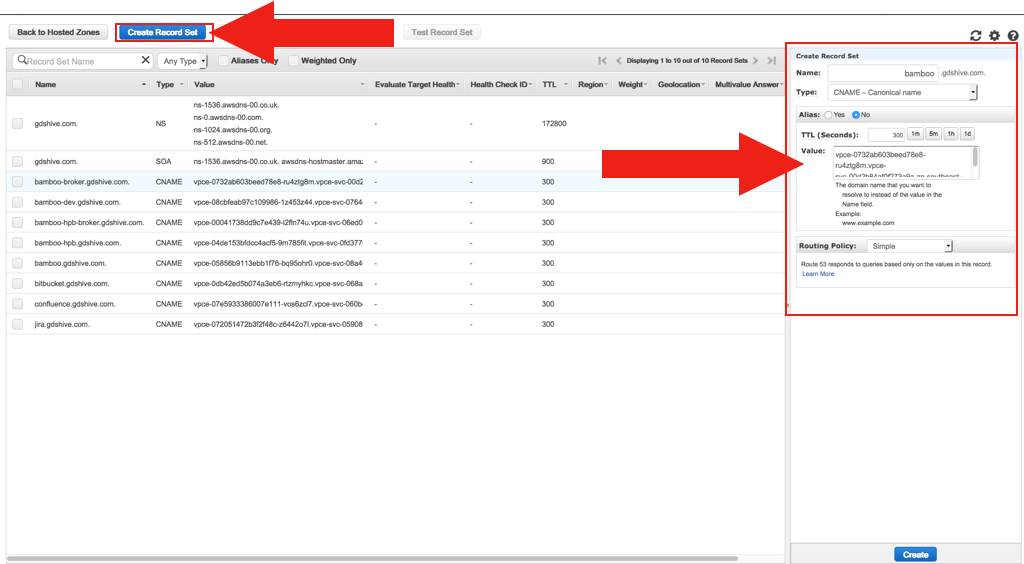 Back to Hosted Zones
Create Record Set
Test Record Set
Record Set Name
Any Type
Aliases Only
Weighted Only
Displaying 1 to 10 out of 10 Record Sets
Name Type Value Evaluate Target Health Health Check ID TTL Region Weight Geolocation Multivalue Answer
ns-1536.awsdns-00.co.uk.
ns-0.awsdns-00.com.
gdshive.com. NS - - 172800
ns-1024.awsdns-00.org.
ns-512.awsdns-00.net.
gdshive.com. SOA ns-1536.awsdns-00.co.uk. awsdns-hostmaster.amaz - - 900
bamboo-broker.gdshive.com. CNAME vpce-0732ab603beed78e8-ru4ztg8m.vpce-svc-00d2 - - 300
bamboo-dev.gdshive.com. CNAME vpce-08cbfeab97c109986-1z453z44.vpce-svc-0764 - - 300
bamboo-hpb-broker.gdshive.com. CNAME vpce-00041738dd9c7e439-i2fln74u.vpce-svc-06ed0 - - 300
bamboo-hpb.gdshive.com. CNAME vpce-04de153bfdco4acf5-9m785fit.vpce-svc-0fd377 - - 300
bamboo.gdshive.com. CNAME vpce-05856b9113ebb1f76-bq95ohr0.vpce-svc-08a4 - - 300
bitbucket.gdshive.com. CNAME vpce-0db42ed5b074a3eb6-rtzmyhkc.vpce-svc-068a - - 300
confluence.gdshive.com. CNAME vpce-07e5933386007e111-vos6zcl7.vpce-svc-060b - - 300
jira.gdshive.com. CNAME vpce-072051472b3f2f48c-z6442o7l.vpce-svc-05908 - - 300
Create Record Set
Name: bamboo .gdshive.com.
Type: CNAME – Canonical name
Alias: Yes No
TTL (Seconds): 300 1m 5m 1h 1d
Value: vpce-0732ab603beed78e8-
ru4ztg8m.vpce-
svc-00d2b84af0f273a9a.ap-southeast-
The domain name that you want to
resolve to instead of the value in the
Name field.
Example:
www.example.com
Routing Policy: Simple
Route 53 responds to queries based only on the values in this record.
Learn More
Create